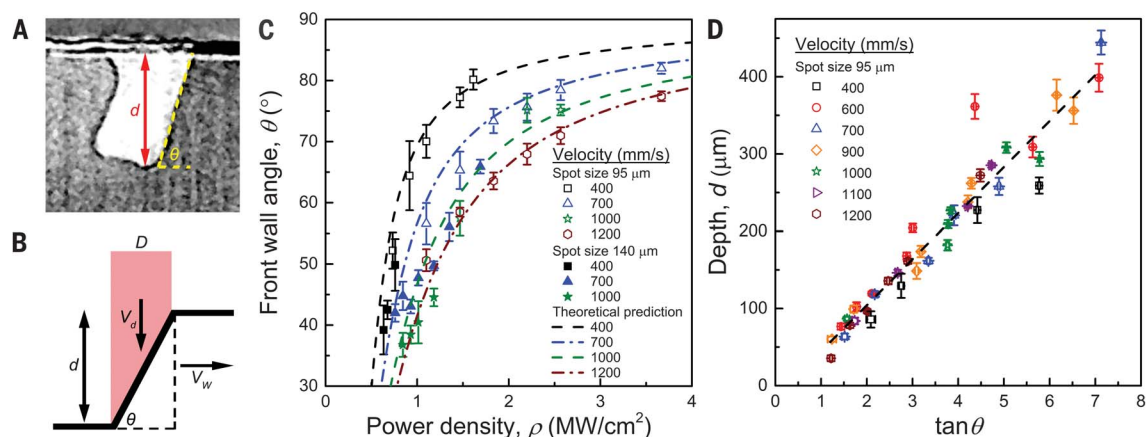 A
d
θ
B
D
V_d
d
θ
V_W
C
Front wall angle, θ (°)
90
85
80
70
60
50
40
30
0
1
2
3
4
Power density, ρ (MW/cm²)
Velocity (mm/s)
Spot size 95 μm
400
700
1000
1200
Spot size 140 μm
400
700
1000
Theoretical prediction
400
700
1000
1200
D
Depth, d (μm)
400
300
200
100
0
0
1
2
3
4
5
6
7
8
tanθ
Velocity (mm/s)
Spot size 95 μm
400
600
700
900
1000
1100
1200